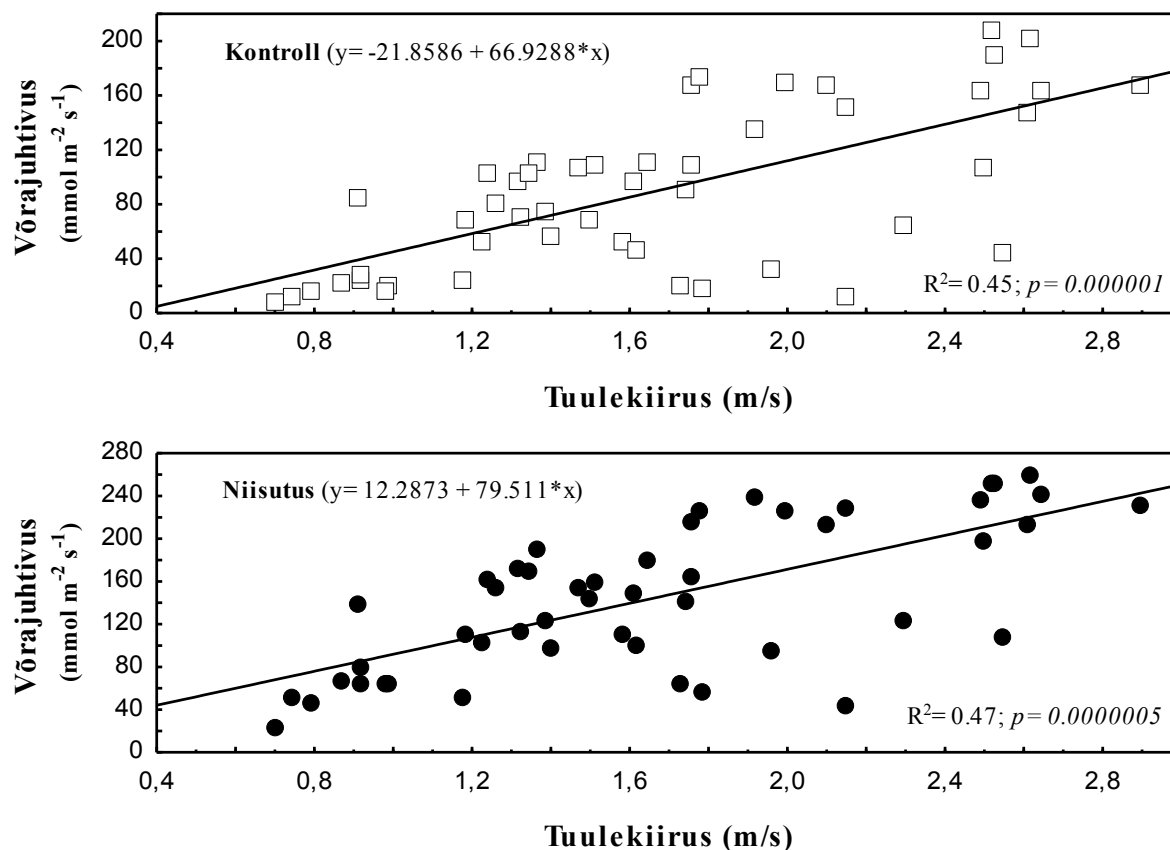 Võrajuhtivus
(mmol m⁻² s⁻¹)
200
160
120
80
40
0
Kontroll (y= -21.8586 + 66.9288*x)
R²= 0.45; p= 0.000001
0,4 0,8 1,2 1,6 2,0 2,4 2,8
Tuulekiirus (m/s)
Võrajuhtivus
(mmol m⁻² s⁻¹)
280
240
200
160
120
80
40
0
Niisutus (y= 12.2873 + 79.511*x)
R²= 0.47; p= 0.0000005
0,4 0,8 1,2 1,6 2,0 2,4 2,8
Tuulekiirus (m/s)